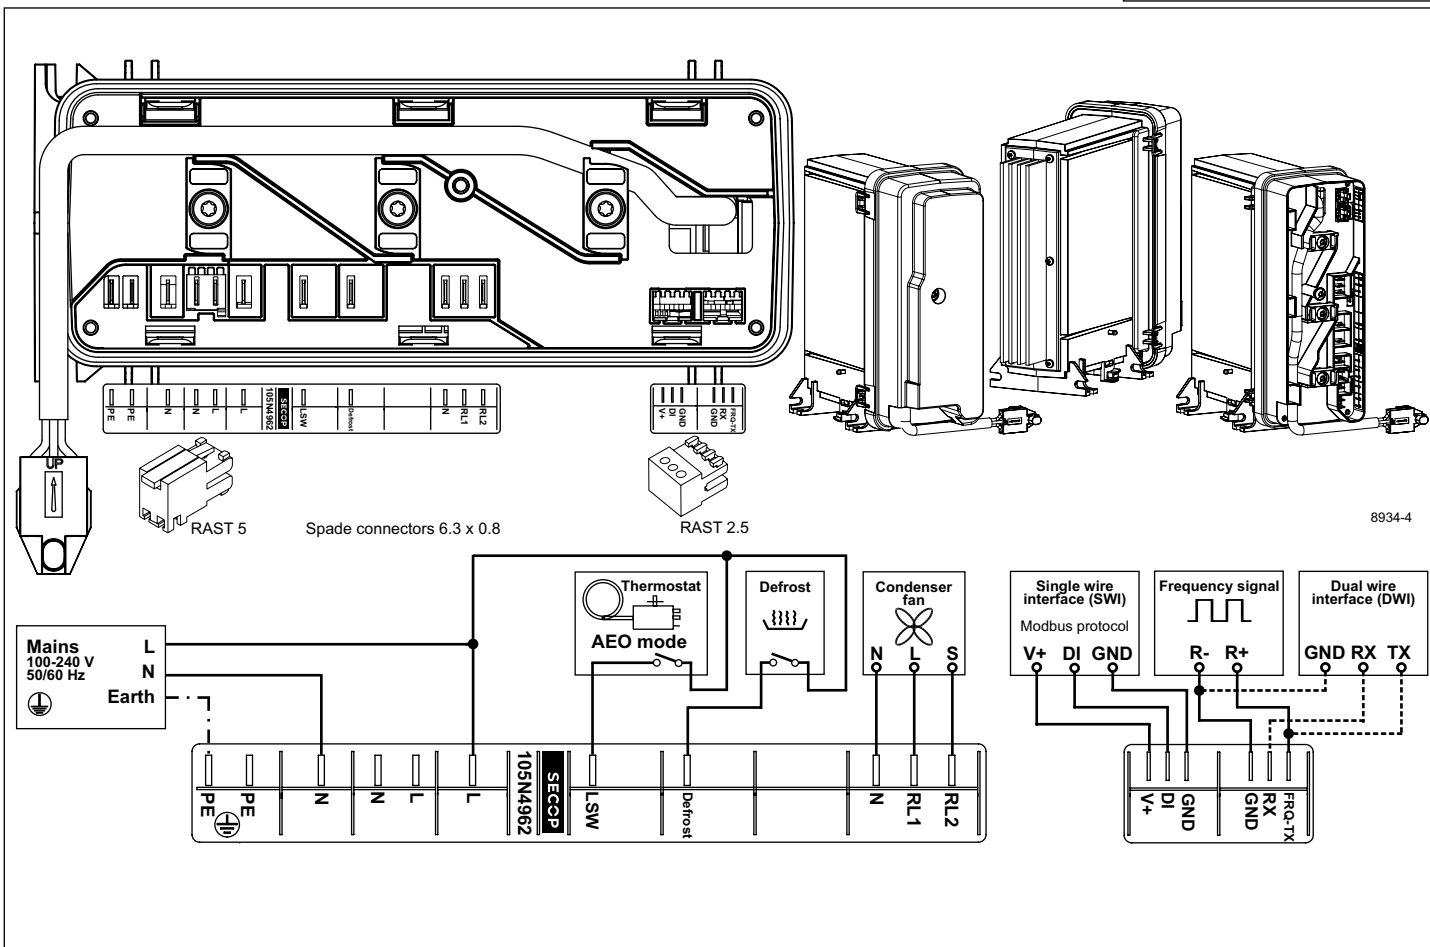 PE
PE
N
N
L
L
105N4962
SECOP
LSW
Defrost
N
RL1
RL2
V+
DI
GND
GND
RX
FRQ-TX
UP
RAST 5
Spade connectors 6.3 x 0.8
RAST 2.5
8934-4
Mains
100-240 V
50/60 Hz
L
N
Earth
Thermostat
AEO mode
Defrost
Condenser
fan
N L S
Single wire
interface (SWI)
Modbus protocol
V+ DI GND
Frequency signal
R- R+
Dual wire
interface (DWI)
GND RX TX
PE
PE
N
N
L
L
105N4962
SECOP
LSW
Defrost
N
RL1
RL2
V+
DI
GND
GND
RX
FRQ-TX